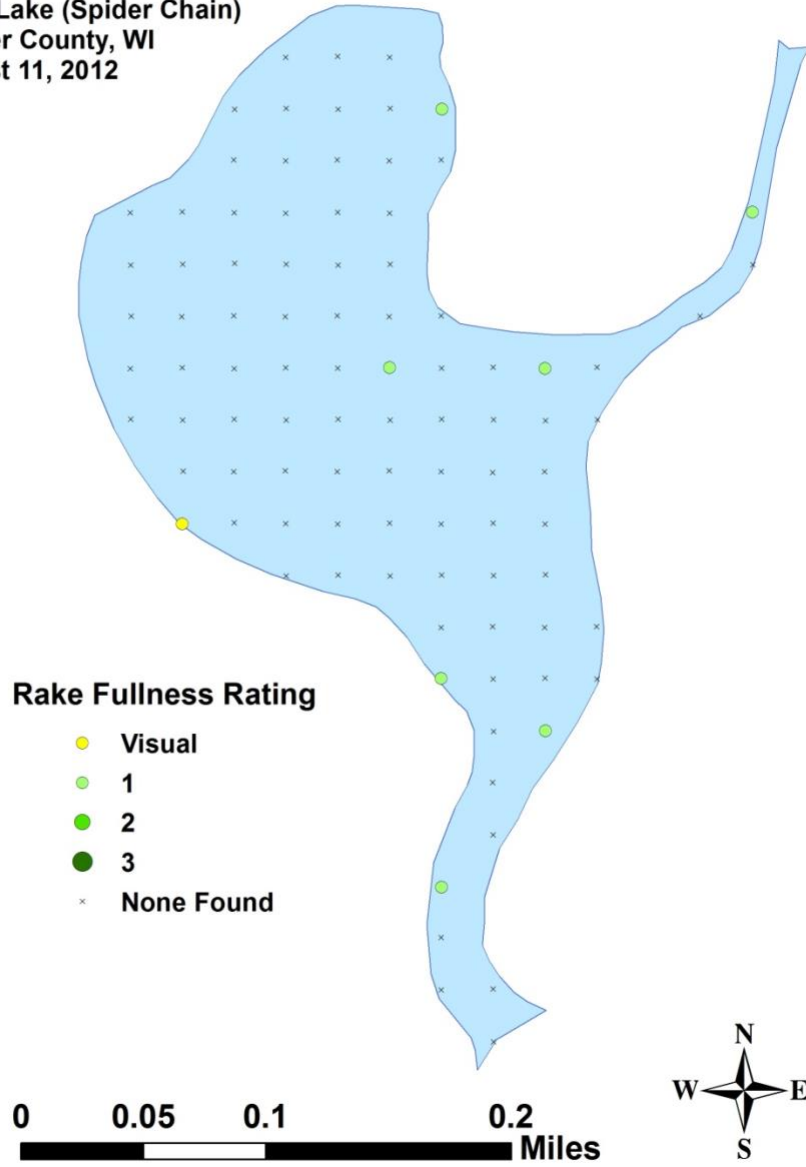 Lake (Spider Chain)
County, WI
11, 2012
Rake Fullness Rating
Visual
1
2
3
None Found
N
W E
S
0 0.05 0.1 0.2
Miles